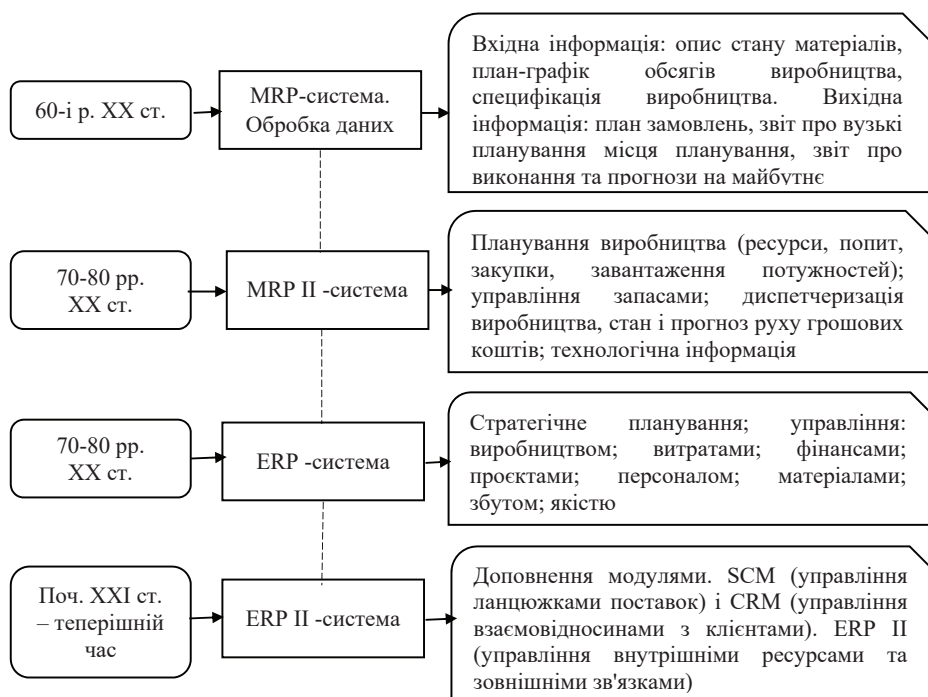 60-і р. ХХ ст.
MRP-система.
Обробка даних
Вхідна інформація: опис стану матеріалів,
план-графік обсягів виробництва,
специфікація виробництва. Вихідна
інформація: план замовлень, звіт про вузькі
планування місця планування, звіт про
виконання та прогнози на майбутнє
70-80 рр.
ХХ ст.
MRP II -система
Планування виробництва (ресурси, попит,
закупки, завантаження потужностей);
управління запасами; диспетчеризація
виробництва, стан і прогноз руху грошових
коштів; технологічна інформація
70-80 рр.
ХХ ст.
ERP -система
Стратегічне планування; управління:
виробництвом; витратами; фінансами;
проєктами; персоналом; матеріалами;
збутом; якістю
Поч. ХХІ ст.
– теперішній
час
ERP II -система
Доповнення модулями. SCM (управління
ланцюжками поставок) і CRM (управління
взаємовідносинами з клієнтами). ERP II
(управління внутрішніми ресурсами та
зовнішніми зв'язками)